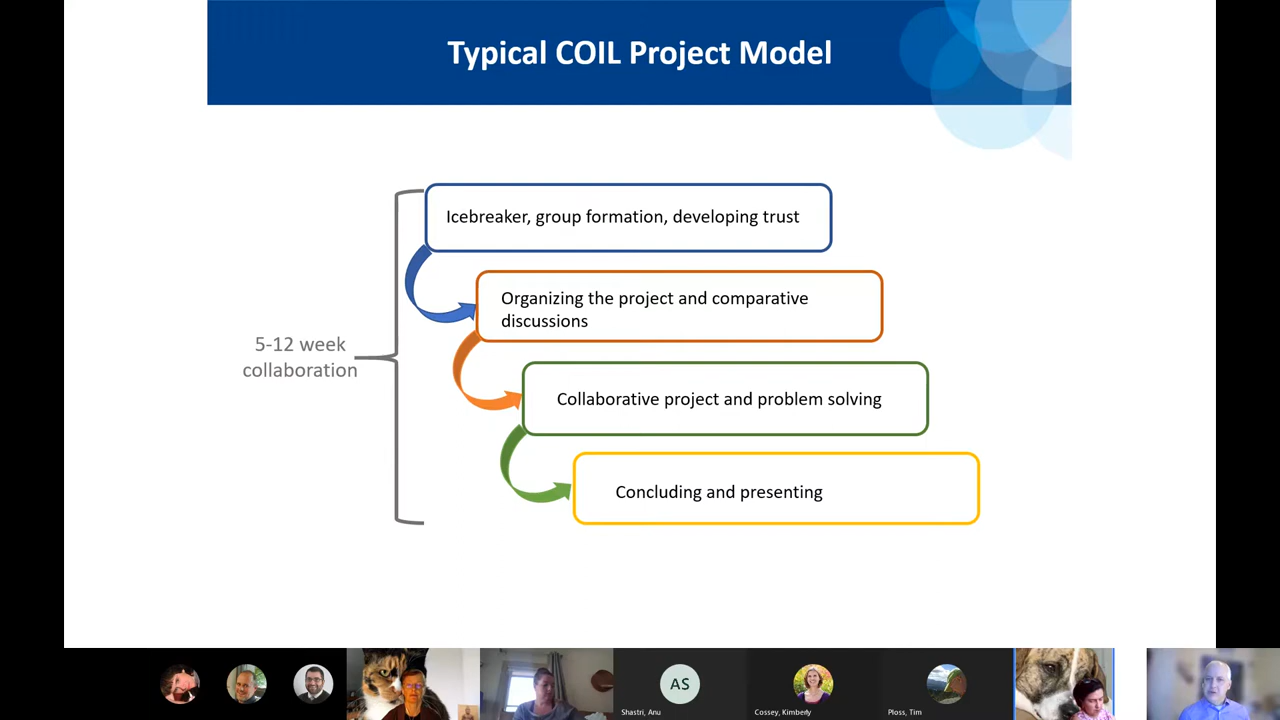 Typical COIL Project Model
Icebreaker, group formation, developing trust
Organizing the project and comparative
discussions
5-12 week
collaboration
Collaborative project and problem solving
Concluding and presenting
AS
Shastri, Anu
Cossey, Kimberly
Ploss, Tim